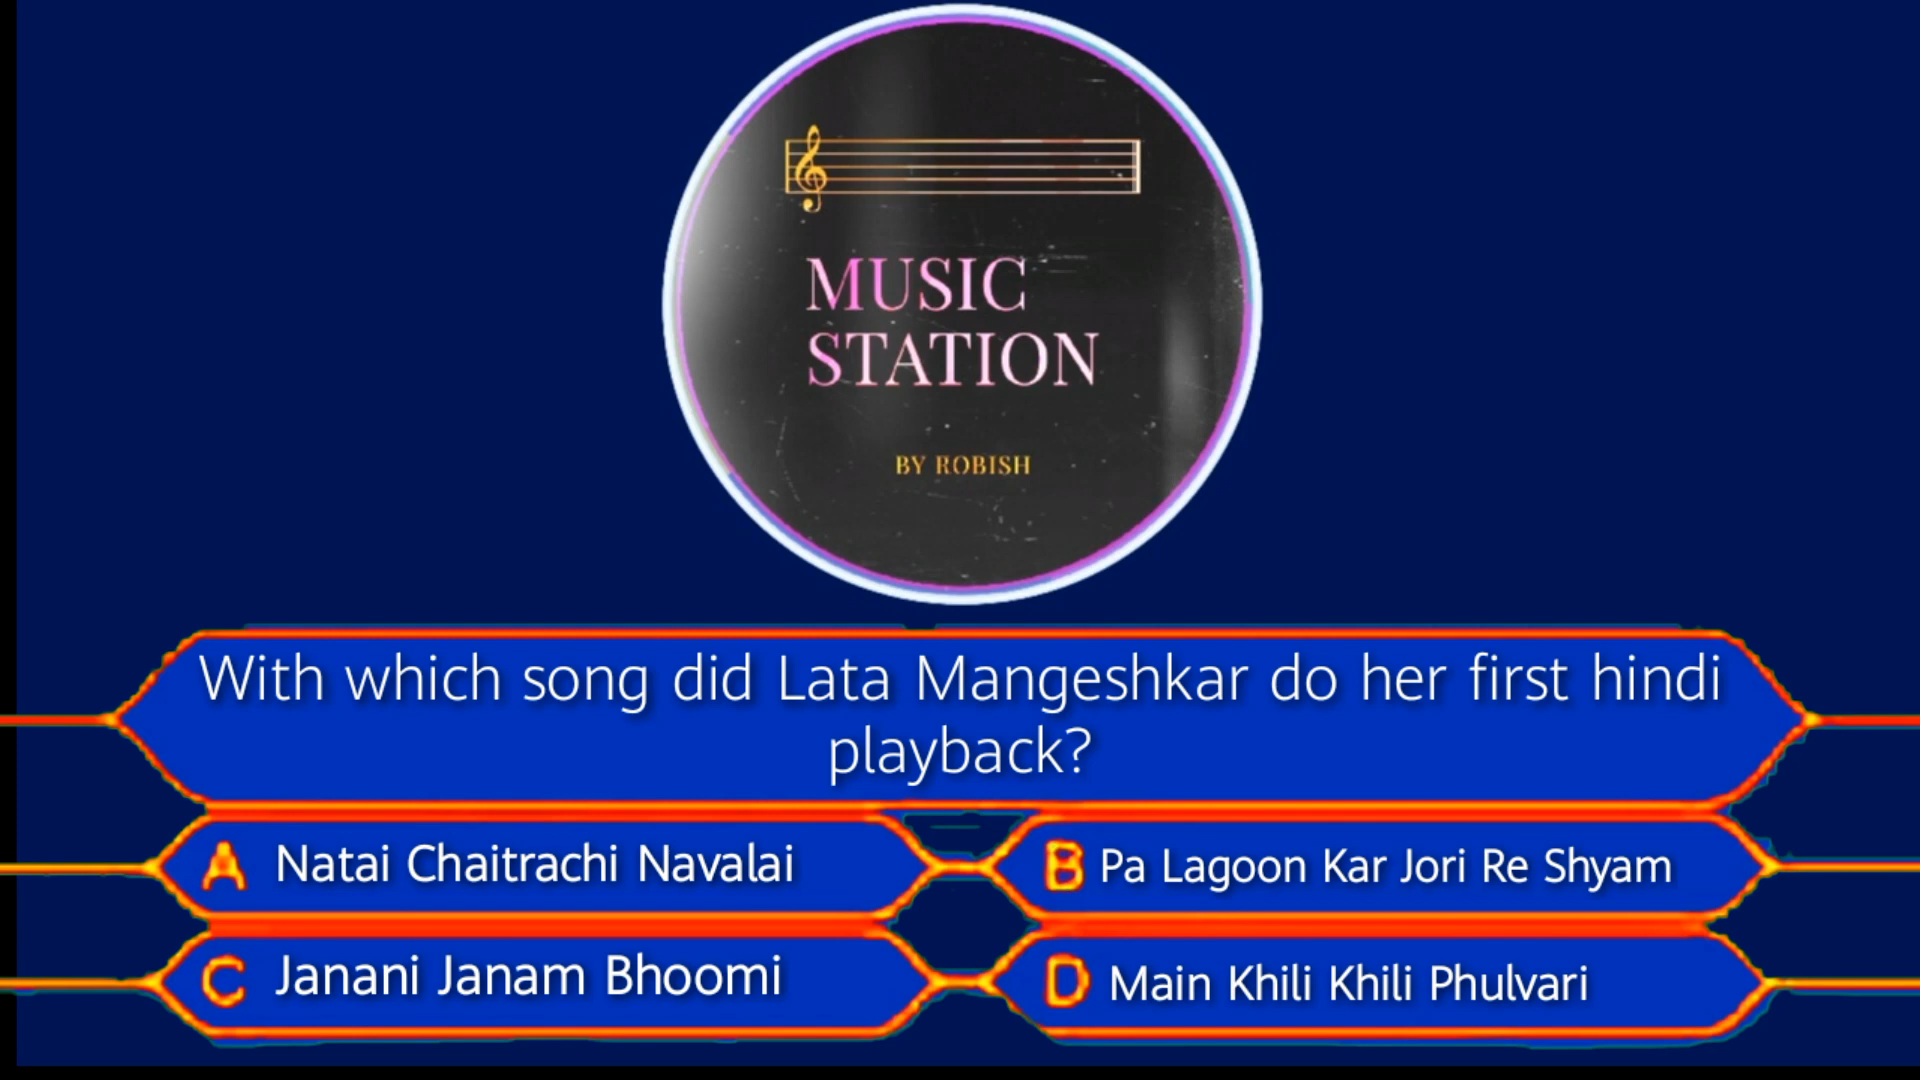 MUSIC
STATION
BY ROBISH
With which song did Lata Mangeshkar do her first hindi
playback?
A Natai Chaitrachi Navalai
B Pa Lagoon Kar Jori Re Shyam
C Janani Janam Bhoomi
D Main Khili Khili Phulvari